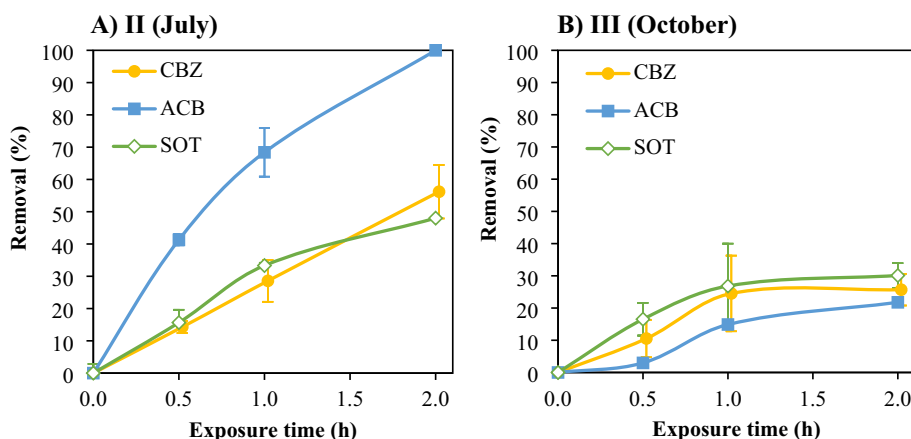 A) II (July)
100
90
80
70
60
50
40
30
20
10
0
Removal (%)
CBZ
ACB
SOT
0.0
0.5
1.0
1.5
2.0
Exposure time (h)
B) III (October)
100
90
80
70
60
50
40
30
20
10
0
Removal (%)
CBZ
ACB
SOT
0.0
0.5
1.0
1.5
2.0
Exposure time (h)